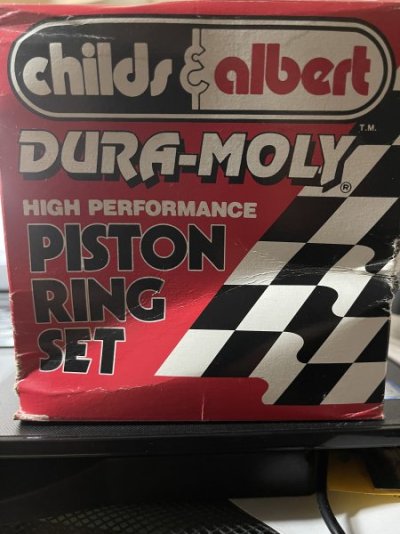 childs & albert
T.M.
DURA-MOLY®
HIGH PERFORMANCE
PISTON
RING
SET